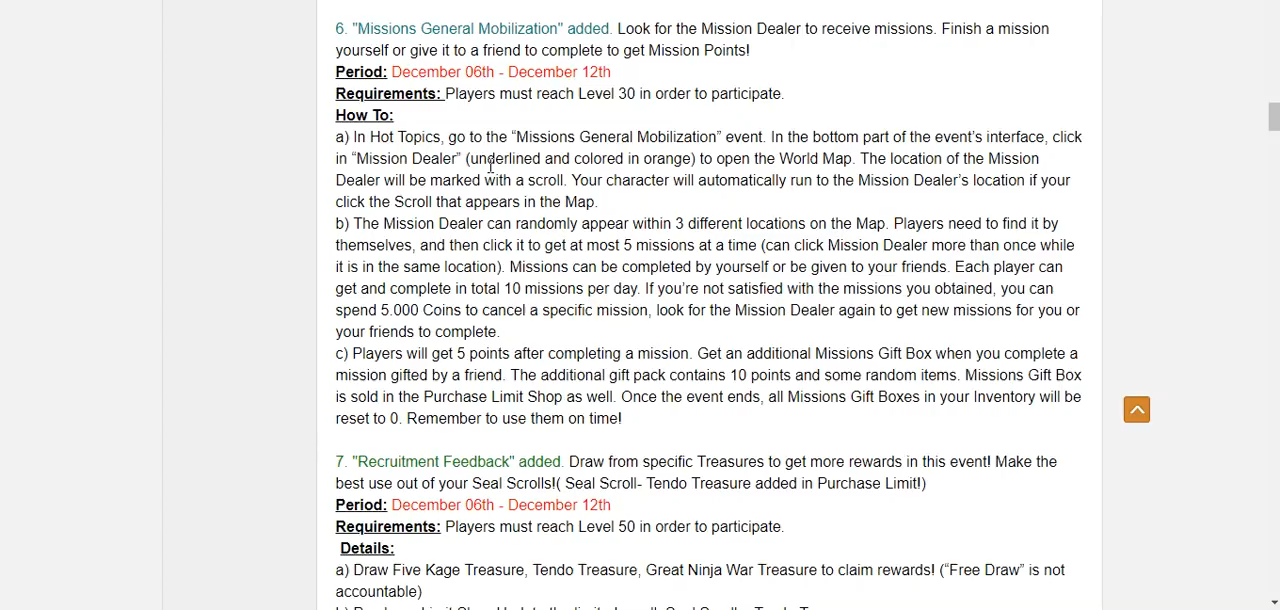 6. "Missions General Mobilization" added. Look for the Mission Dealer to receive missions. Finish a mission
yourself or give it to a friend to complete to get Mission Points!
Period: December 06th - December 12th
Requirements: Players must reach Level 30 in order to participate.
How To:
a) In Hot Topics, go to the “Missions General Mobilization” event. In the bottom part of the event’s interface, click
in “Mission Dealer” (underlined and colored in orange) to open the World Map. The location of the Mission
Dealer will be marked with a scroll. Your character will automatically run to the Mission Dealer’s location if your
click the Scroll that appears in the Map.
b) The Mission Dealer can randomly appear within 3 different locations on the Map. Players need to find it by
themselves, and then click it to get at most 5 missions at a time (can click Mission Dealer more than once while
it is in the same location). Missions can be completed by yourself or be given to your friends. Each player can
get and complete in total 10 missions per day. If you’re not satisfied with the missions you obtained, you can
spend 5.000 Coins to cancel a specific mission, look for the Mission Dealer again to get new missions for you or
your friends to complete.
c) Players will get 5 points after completing a mission. Get an additional Missions Gift Box when you complete a
mission gifted by a friend. The additional gift pack contains 10 points and some random items. Missions Gift Box
is sold in the Purchase Limit Shop as well. Once the event ends, all Missions Gift Boxes in your Inventory will be
reset to 0. Remember to use them on time!
7. "Recruitment Feedback" added. Draw from specific Treasures to get more rewards in this event! Make the
best use out of your Seal Scrolls!( Seal Scroll- Tendo Treasure added in Purchase Limit!)
Period: December 06th - December 12th
Requirements: Players must reach Level 50 in order to participate.
Details:
a) Draw Five Kage Treasure, Tendo Treasure, Great Ninja War Treasure to claim rewards! (“Free Draw” is not
accountable)